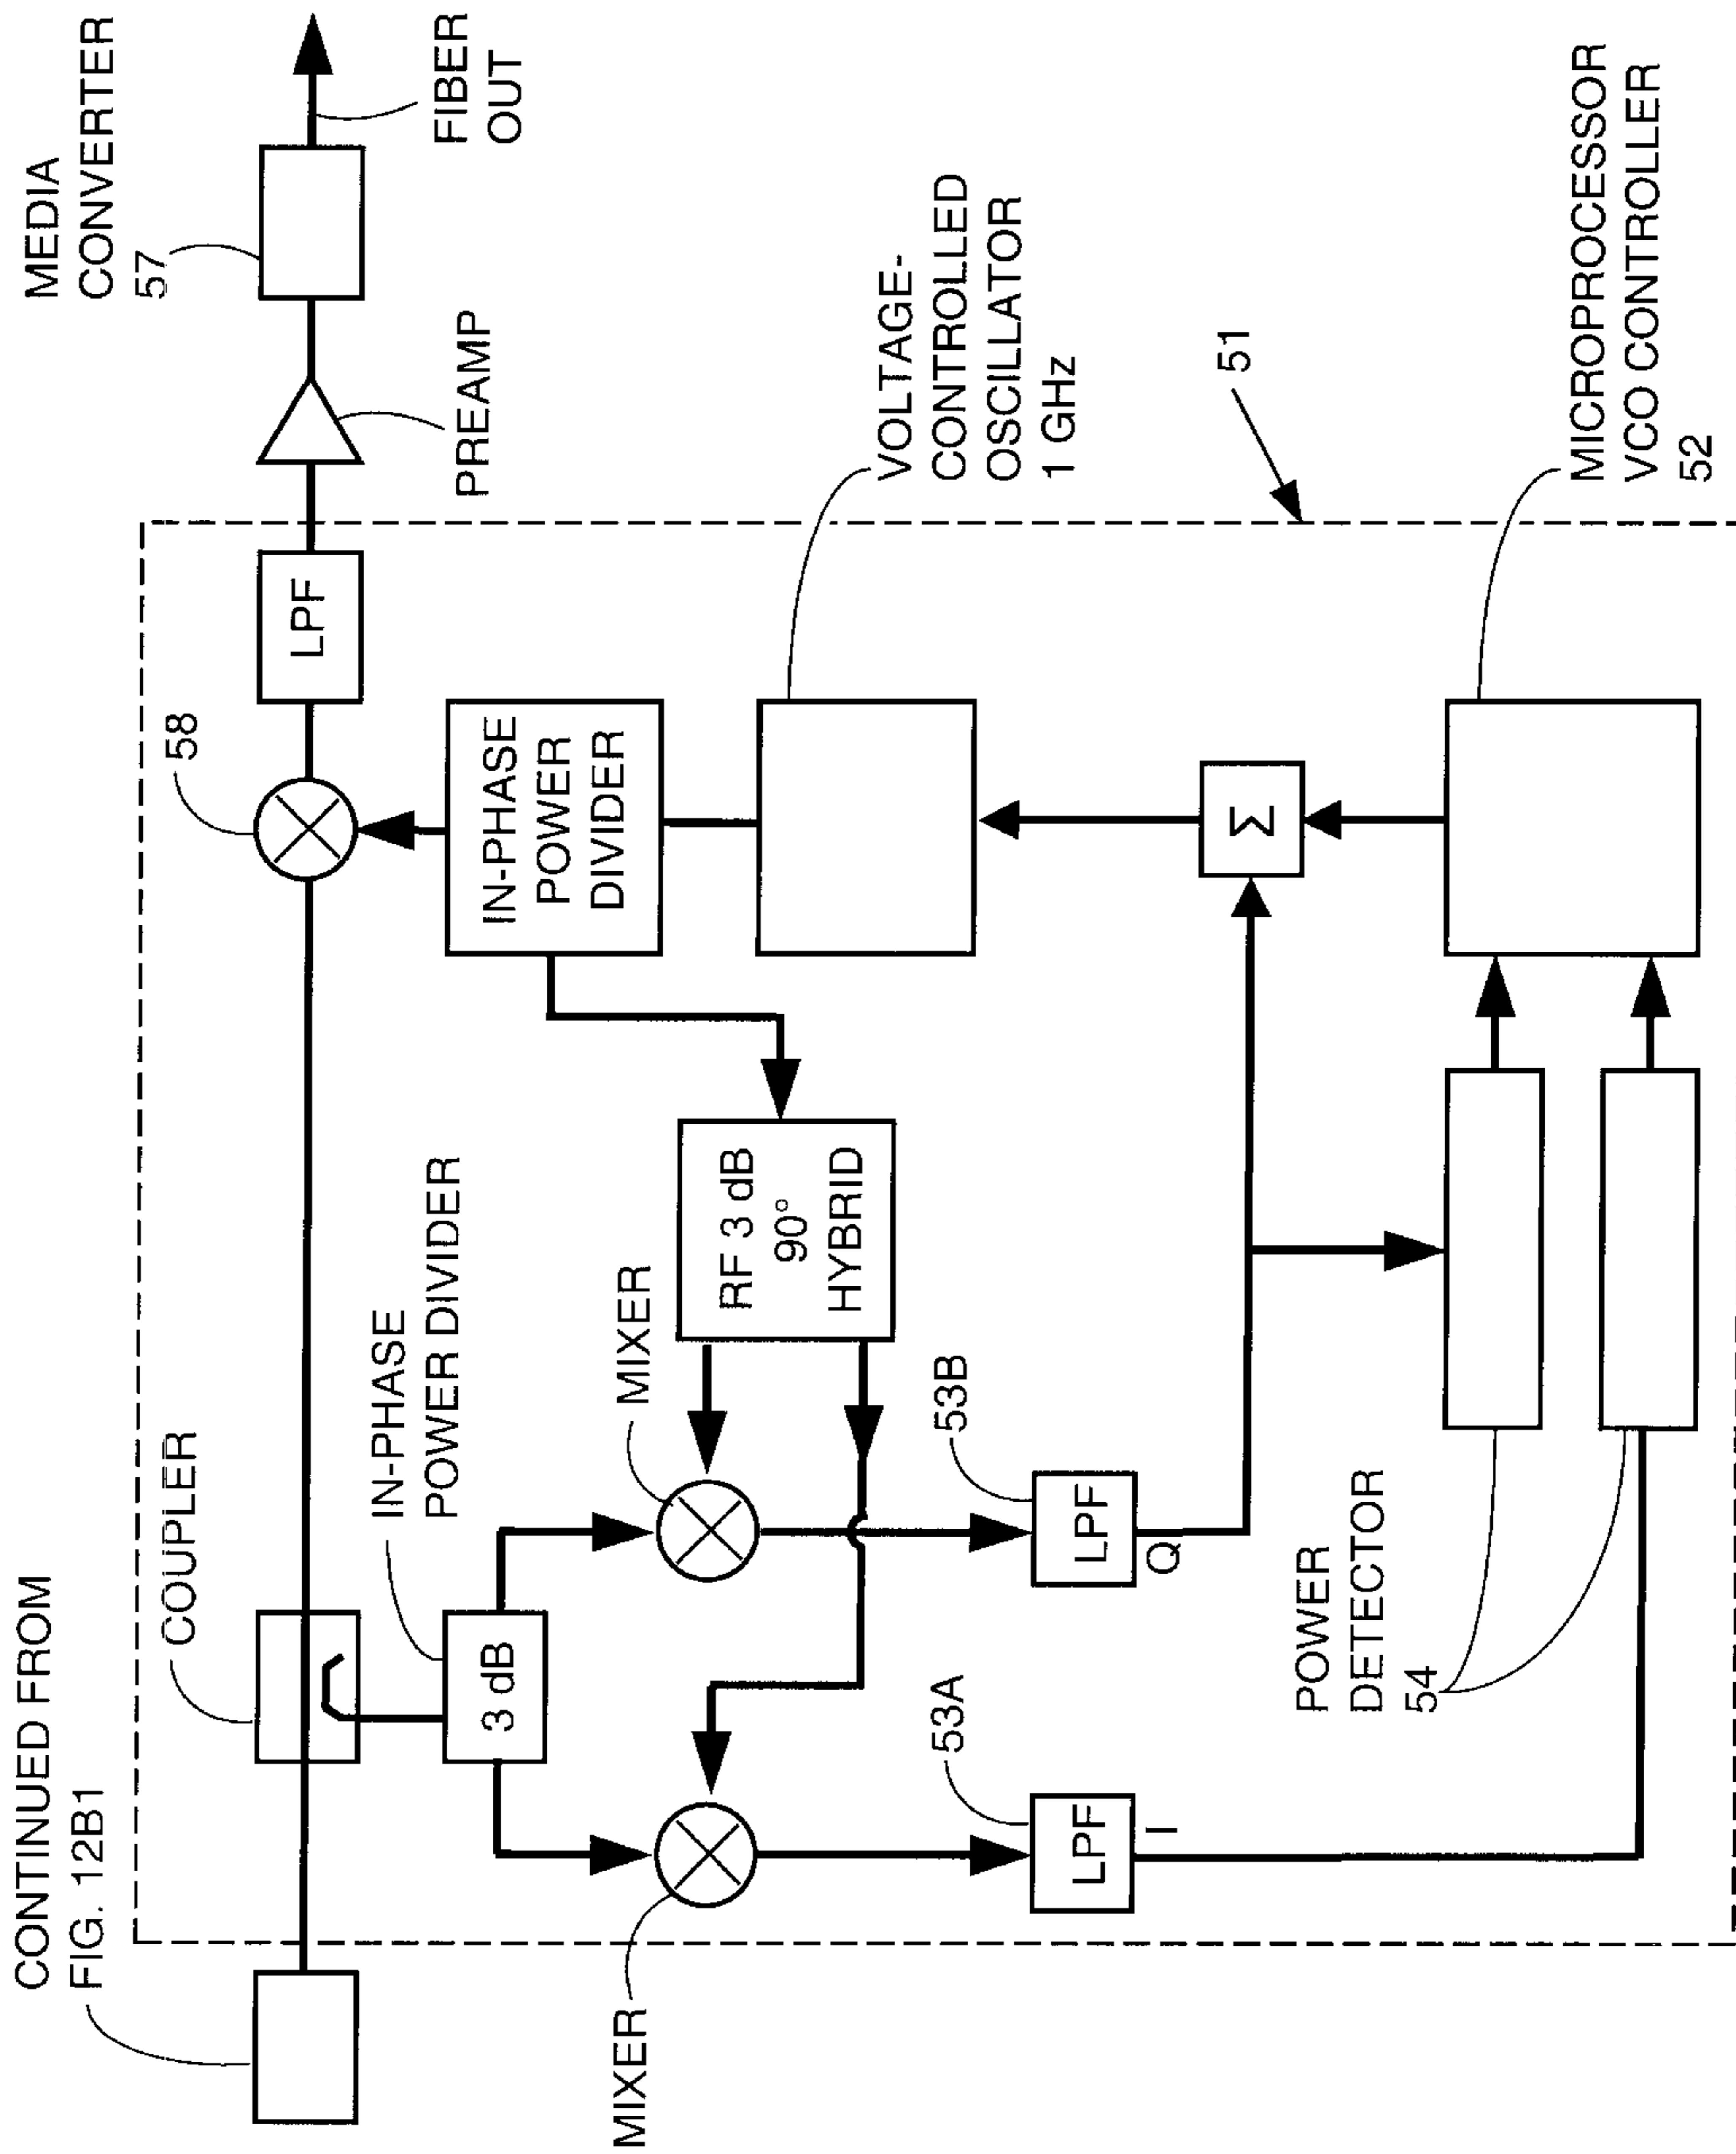 CONTINUED FROM
FIG. 12B1
COUPLER
IN-PHASE
POWER DIVIDER
3 dB
MIXER
MIXER
RF 3 dB
90°
HYBRID
53A
LPF
I
53B
LPF
Q
POWER
DETECTOR
54
58
LPF
IN-PHASE
POWER
DIVIDER
Σ
PREAMP
MEDIA
CONVERTER
57
FIBER
OUT
VOLTAGE-
CONTROLLED
OSCILLATOR
1 GHz
51
MICROPROCESSOR
VCO CONTROLLER
52